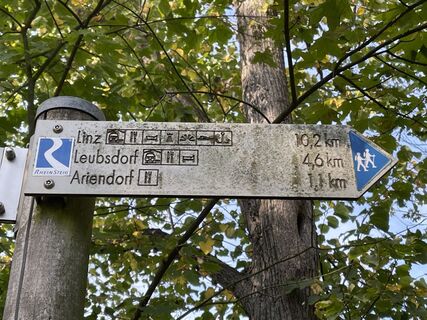 Linz 10,2 km
Leubsdorf 4,6 km
Ariendorf 1,1 km
R
RHEINSTEIG